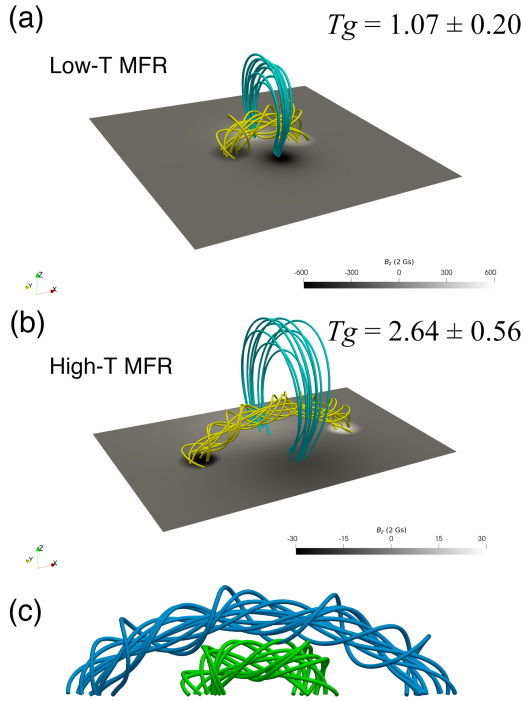 (a)
Tg = 1.07 ± 0.20
Low-T MFR
Z
Y
X
B_z (2 Gs)
-600 -300 0 300 600
(b)
Tg = 2.64 ± 0.56
High-T MFR
Z
Y
X
B_z (2 Gs)
-30 -15 0 15 30
(c)